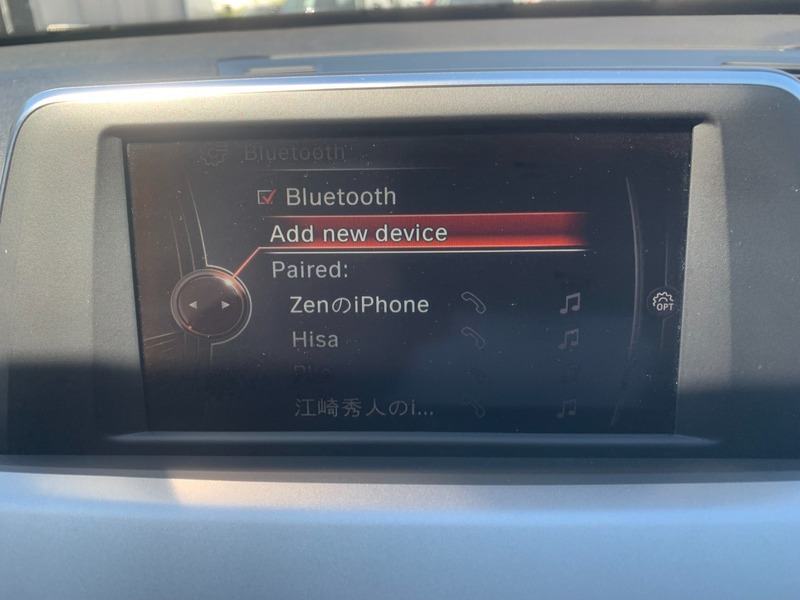 Bluetooth
Bluetooth
Add new device
Paired:
ZenのiPhone
Hisa
江崎秀人のi...
OPT